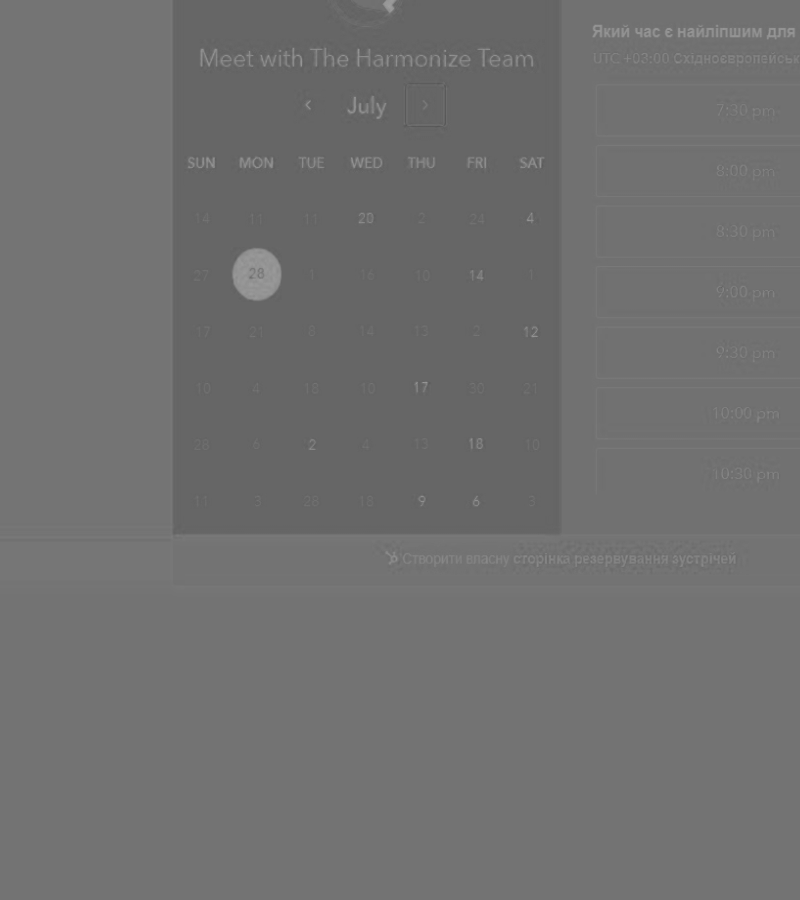 Meet with The Harmonize Team
July
SUN MON TUE WED THU FRI SAT
14 11 11 20 2 24 4
27 28 1 16 10 14 1
17 21 8 14 13 2 12
10 4 18 10 17 30 21
26 6 2 4 13 18 10
11 3 28 18 9 6 3
Який час є найліпшим для
UTC +03:00 Східноєвропейськ
7:30 pm
8:00 pm
8:30 pm
9:00 pm
9:30 pm
10:00 pm
10:30 pm
Створити власну сторінка резервування зустрічей